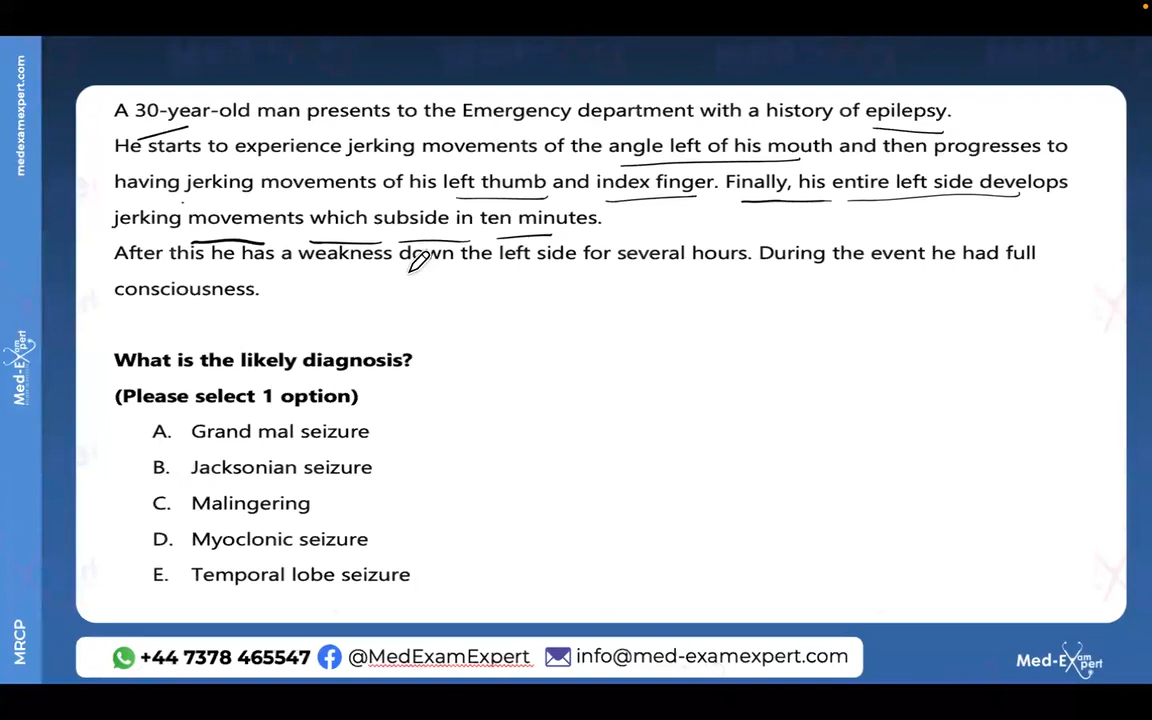 medexamexpert.com
Med-Exam Expert
MRCP
A 30-year-old man presents to the Emergency department with a history of epilepsy.
He starts to experience jerking movements of the angle left of his mouth and then progresses to
having jerking movements of his left thumb and index finger. Finally, his entire left side develops
jerking movements which subside in ten minutes.
After this he has a weakness down the left side for several hours. During the event he had full
consciousness.
What is the likely diagnosis?
(Please select 1 option)
A. Grand mal seizure
B. Jacksonian seizure
C. Malingering
D. Myoclonic seizure
E. Temporal lobe seizure
+44 7378 465547 @MedExamExpert info@med-examexpert.com
Med-Exam Expert